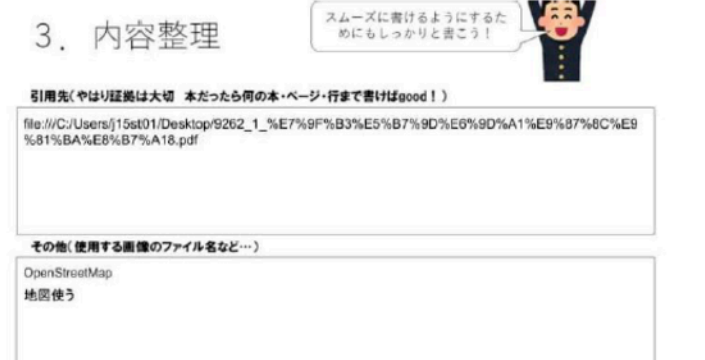 3．内容整理
スムーズに書けるようにするた
めにもしっかりと書こう！
引用先（やはり証拠は大切　本だったら何の本・ページ・行まで書けばgood！）
file:///C:/Users/j15st01/Desktop/9262_1_%E7%9F%B3%E5%B7%9D%E6%9D%A1%E9%87%8C%E9
%81%BA%E8%B7%A18.pdf
その他（使用する画像のファイル名など…）
OpenStreetMap
地図使う